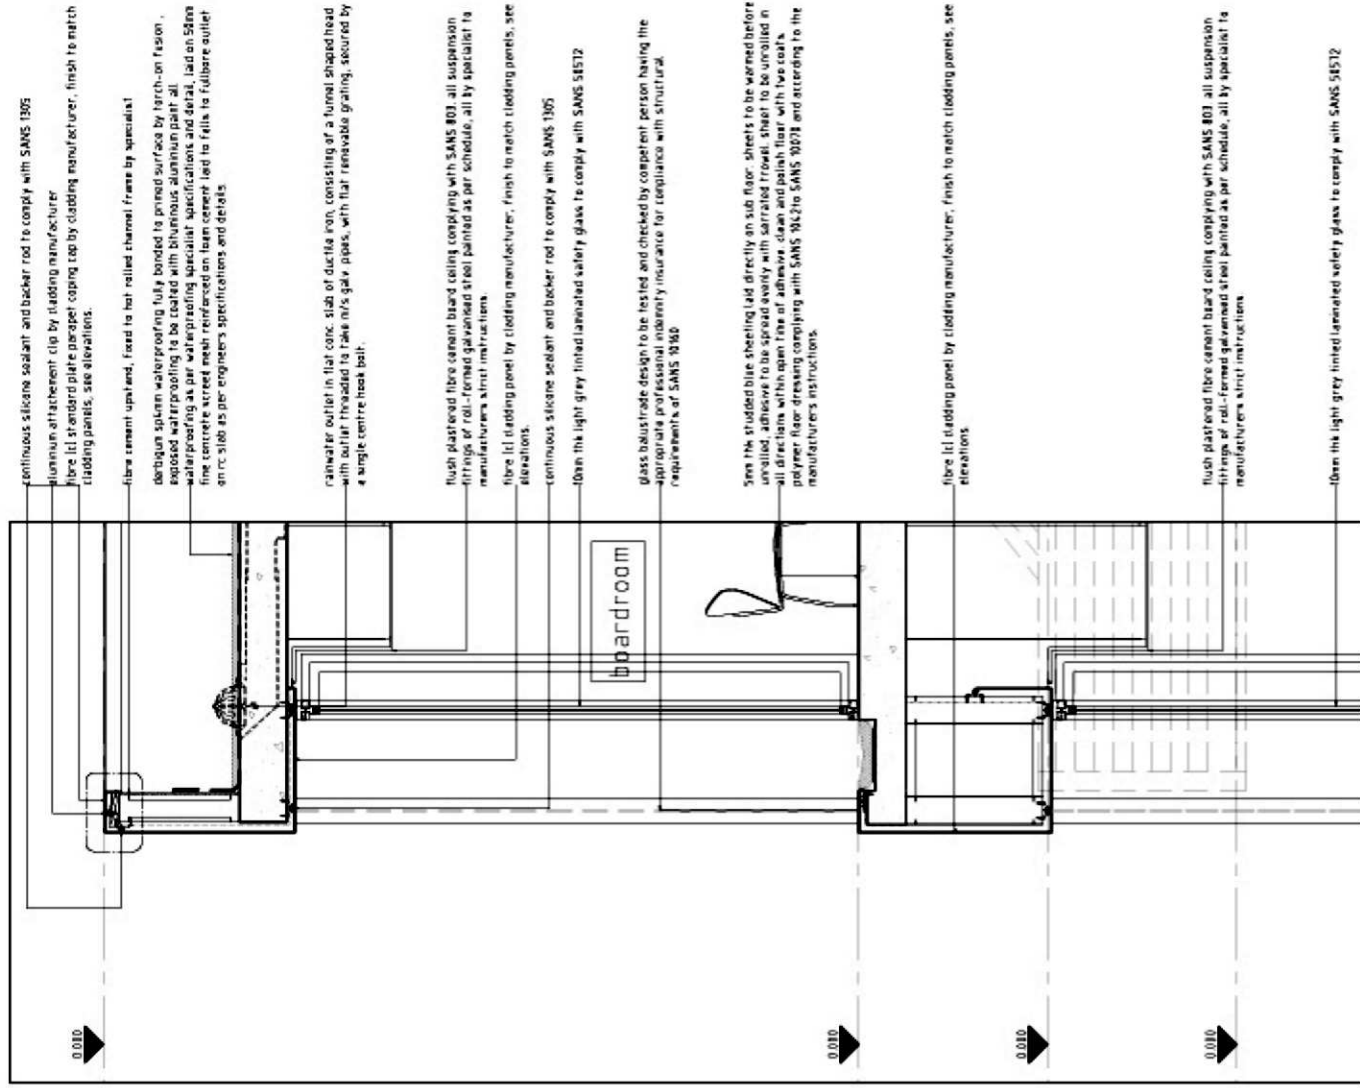 continuous silicone sealant and backer rod to comply with SANS 1305
aluminium attachement clip by cladding manufacturer
fibre [c] standard plate parapet coping cap by cladding manufacturer, finish to match
cladding panels, see elevations.
fibre cement upstand, fixed to hot rolled channel frame by specialist
derbigum sp4mm waterproofing fully bonded to primed surface by torch-on fusion,
exposed waterproofing to be coated with bituminous aluminium paint all
waterproofing as per waterproofing specialist specifications and detail, laid on 50mm
fine concrete screed mesh reinforced on foam cement laid to falls to fullbore outlet
on r.c slab as per engineers specifications and details
rainwater outlet in flat conc. slab of ductile iron, consisting of a funnel shaped head
with outlet threaded to take m/s galv. pipes, with flat removable grating, secured by
a single centre hook bolt.
flush plastered fibre cement board ceiling complying with SANS 803. all suspension
fittings of roll-formed galvanised steel painted as per schedule, all by specialist to
manufacturers strict instructions.
fibre [c] cladding panel by cladding manufacturer, finish to match cladding panels, see
elevations.
continuous silicone sealant and backer rod to comply with SANS 1305
10mm thk light grey tinted laminated safety glass to comply with SANS 50572
glass balustrade design to be tested and checked by competent person having the
appropriate professional indemnity insurance for compliance with structural
requirements of SANS 10160
5mm thk studded blue sheeting laid directly on sub floor. sheets to be warmed before
unrolled, adhesive to be spread evenly with serrated trowel. sheet to be unrolled in
all directions within open time of adhesive. clean and polish floor with two coats
polymer floor dressing complying with SANS 1042 to SANS 10070 and according to the
manufacturers instructions.
fibre [c] cladding panel by cladding manufacturer, finish to match cladding panels, see
elevations
flush plastered fibre cement board ceiling complying with SANS 803. all suspension
fittings of roll-formed galvannised steel painted as per schedule, all by specialist to
manufacturers strict instructions
10mm thk light grey tinted laminated safety glass to comply with SANS 50572
boardroom
0.000
0.000
0.000
0.000